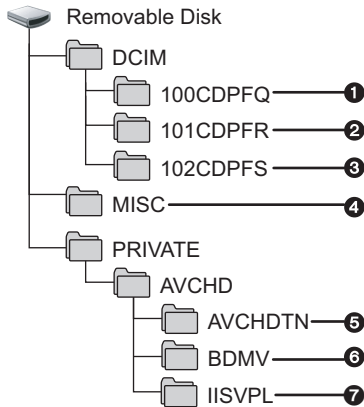 Removable Disk
DCIM
100CDPFQ 1
101CDPFR 2
102CDPFS 3
MISC 4
PRIVATE
AVCHD
AVCHDTN 5
BDMV 6
IISVPL 7